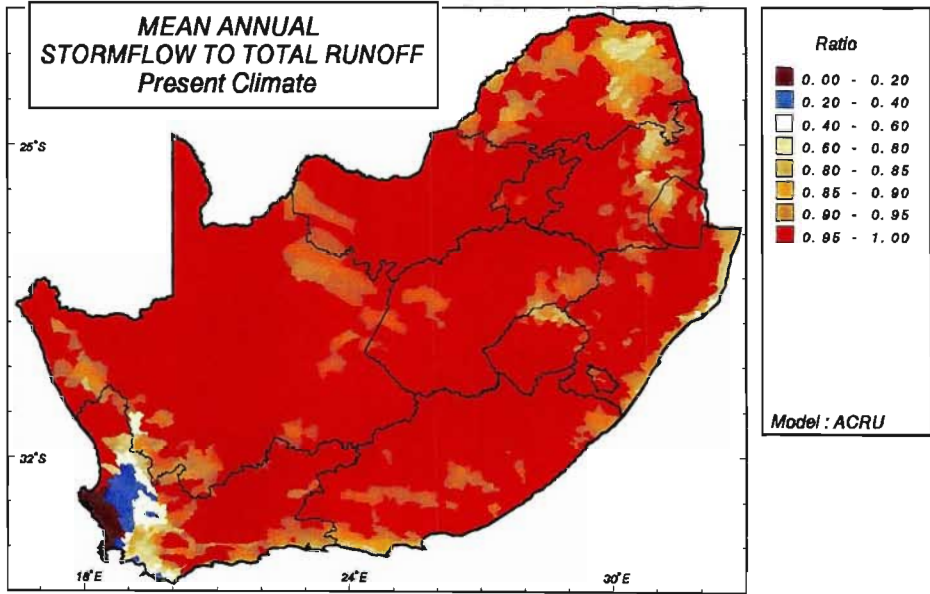 MEAN ANNUAL
STORMFLOW TO TOTAL RUNOFF
Present Climate
Ratio
0.00 - 0.20
0.20 - 0.40
0.40 - 0.60
0.60 - 0.80
0.80 - 0.85
0.85 - 0.90
0.90 - 0.95
0.95 - 1.00
Model : ACRU
25°S
32°S
18°E
24°E
30°E